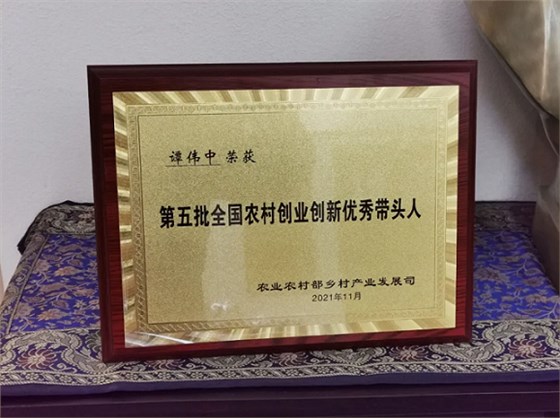 谭伟中 荣获
第五批全国农村创业创新优秀带头人
农业农村部乡村产业发展司
2021年11月